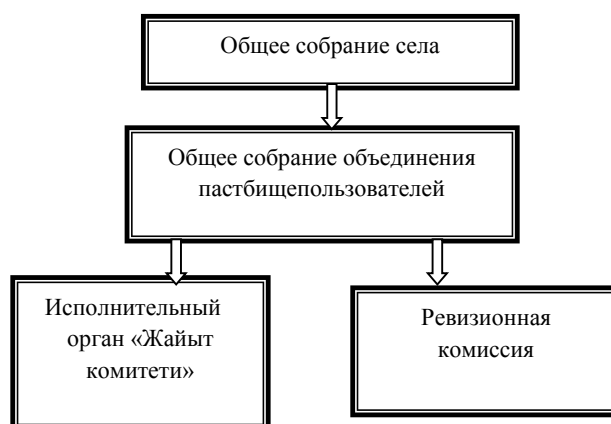 Общее собрание села
Общее собрание объединения
пастбищепользователей
Исполнительный
орган «Жайыт
комитети»
Ревизионная
комиссия